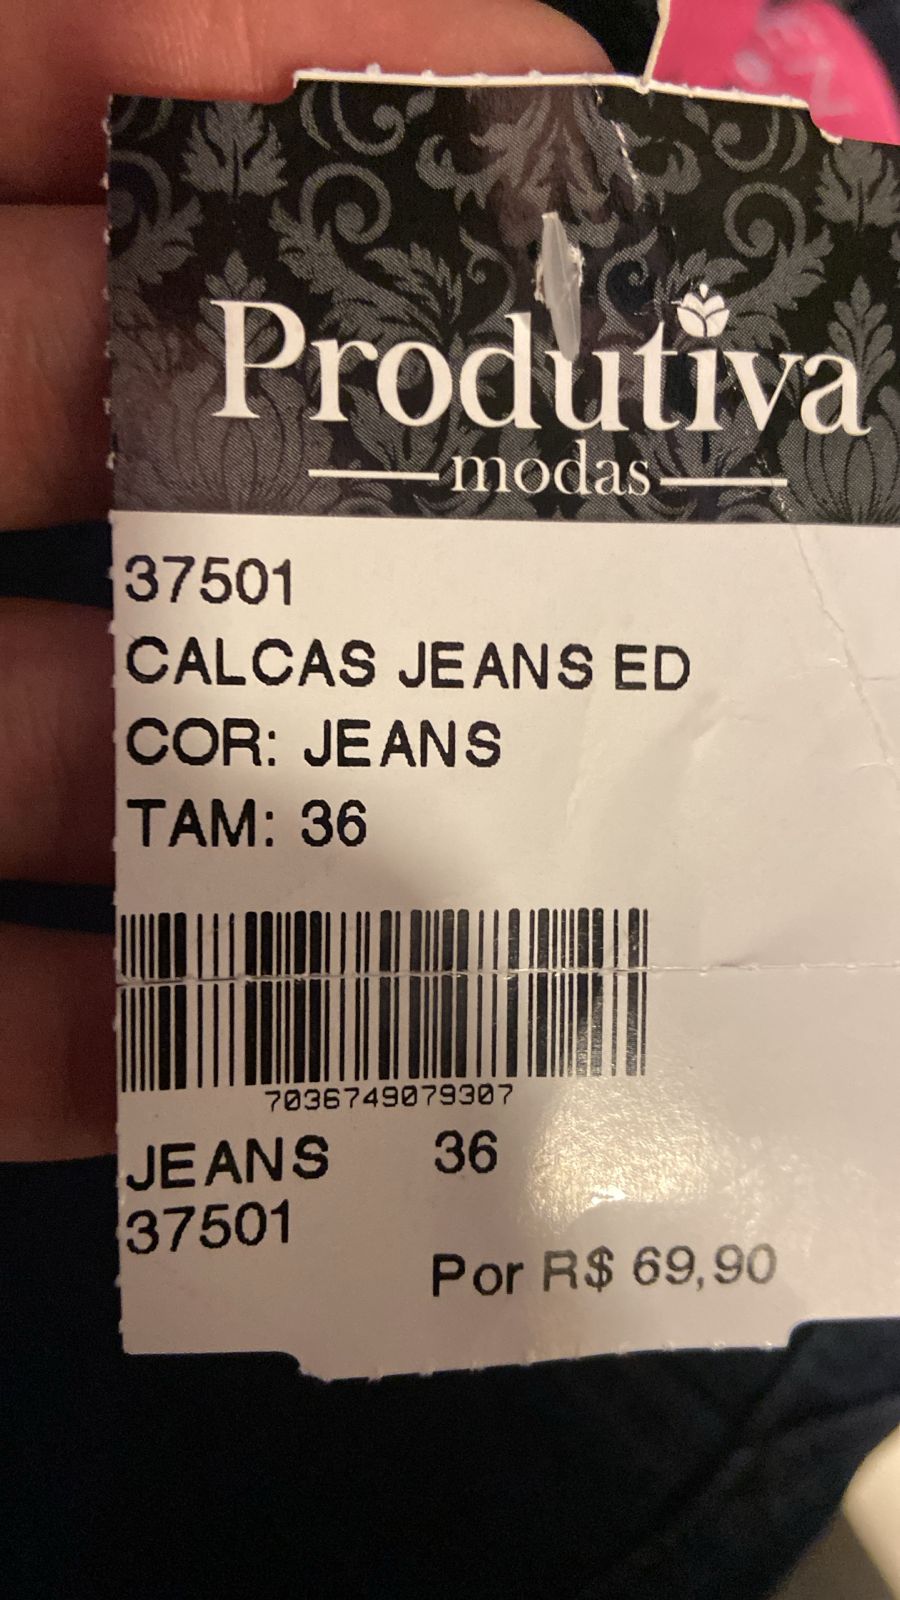 Produtiva
modas
37501
CALCAS JEANS ED
COR: JEANS
TAM: 36
7036749079307
JEANS 36
37501
Por R$ 69,90